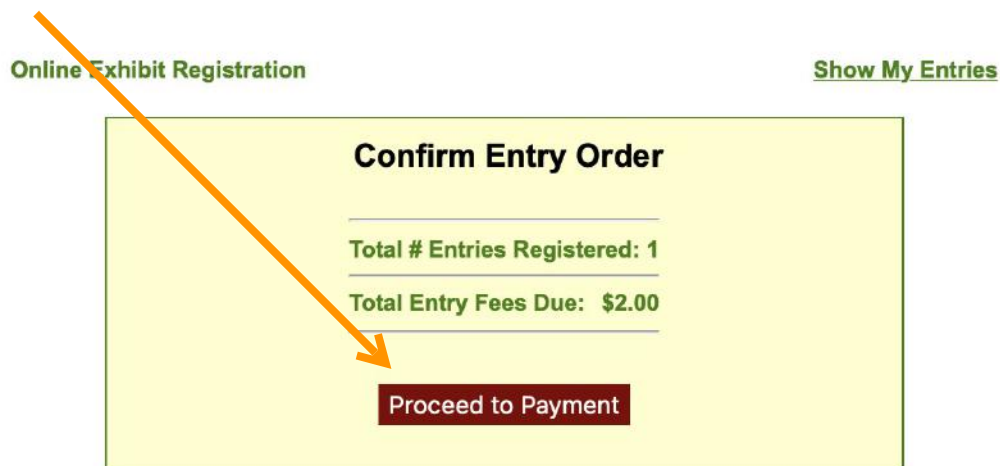 Online Exhibit Registration
Show My Entries
Confirm Entry Order
Total # Entries Registered: 1
Total Entry Fees Due: $2.00
Proceed to Payment